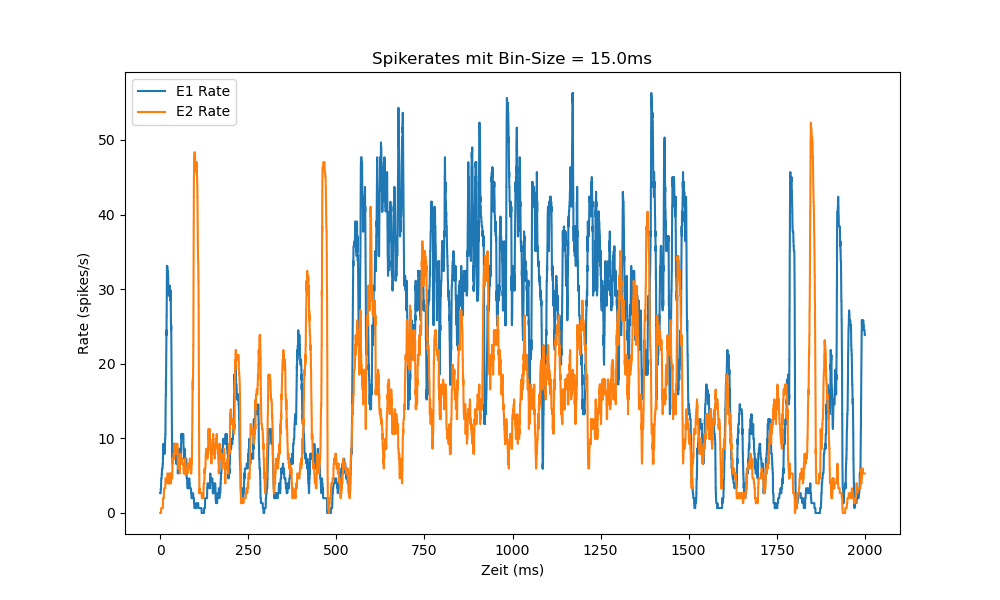 Spikerates mit Bin-Size = 15.0ms
E1 Rate
E2 Rate
Rate (spikes/s)
50
40
30
20
10
0
0 250 500 750 1000 1250 1500 1750 2000
Zeit (ms)